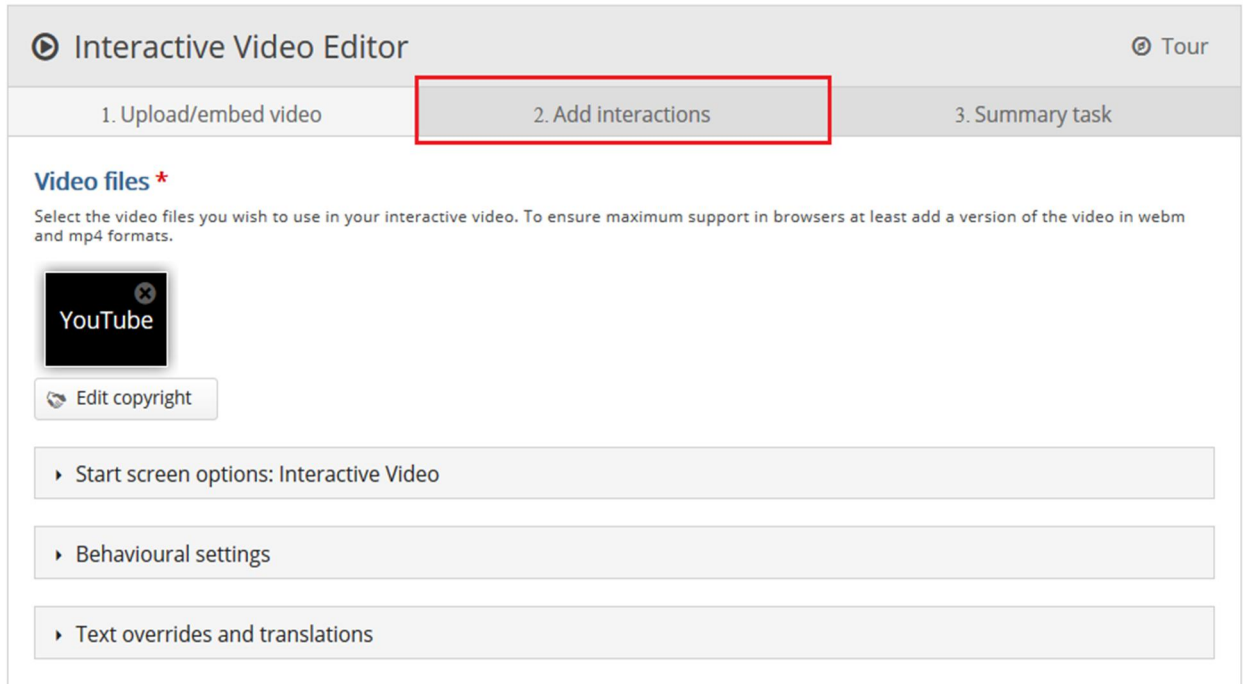 Interactive Video Editor
Tour
1. Upload/embed video
2. Add interactions
3. Summary task
Video files *
Select the video files you wish to use in your interactive video. To ensure maximum support in browsers at least add a version of the video in webm
and mp4 formats.
YouTube
Edit copyright
Start screen options: Interactive Video
Behavioural settings
Text overrides and translations